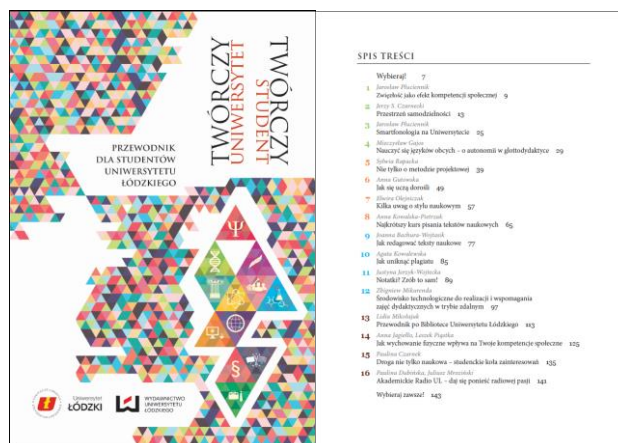 TWÓRCZY
UNIWERSYTET
TWÓRCZY
STUDENT
PRZEWODNIK
DLA STUDENTÓW
UNIWERSYTETU
ŁÓDZKIEGO
Ψ
§
Uniwersytet
ŁÓDZKI
WYDAWNICTWO
UNIWERSYTETU
ŁÓDZKIEGO
SPIS TREŚCI
Wybieraj! 7
1 Jarosław Płuciennik
Zwięzłość jako efekt kompetencji społecznej 9
2 Jerzy S. Czarnecki
Przestrzeń samodzielności 13
3 Jarosław Płuciennik
Smartfonologia na Uniwersytecie 25
4 Mieczysław Gajos
Nauczyć się języków obcych – o autonomii w glottodydaktyce 29
5 Sylwia Rapacka
Nie tylko o metodzie projektowej 39
6 Anna Gutowska
Jak się uczą dorośli 49
7 Elwira Olejniczak
Kilka uwag o stylu naukowym 57
8 Anna Kowalska-Pietrzak
Najkrótszy kurs pisania tekstów naukowych 65
9 Joanna Barbara-Wojtasik
Jak redagować teksty naukowe 77
10 Agata Kowalewska
Jak uniknąć plagiatu 85
11 Justyna Jerzyk-Wojtecka
Notatki? Zrób to sam! 89
12 Zbigniew Mikurenda
Środowisko technologiczne do realizacji i wspomagania
zajęć dydaktycznych w trybie zdalnym 97
13 Lidia Mikołajuk
Przewodnik po Bibliotece Uniwersytetu Łódzkiego 113
14 Anna Jagiełło, Leszek Piąstka
Jak wychowanie fizyczne wpływa na Twoje kompetencje społeczne 125
15 Paulina Czarnek
Droga nie tylko naukowa – studenckie koła zainteresowań 135
16 Paulina Dubińska, Juliusz Mrozinski
Akademickie Radio UŁ – daj się ponieść radiowej pasji 141
Wybieraj zawsze! 143